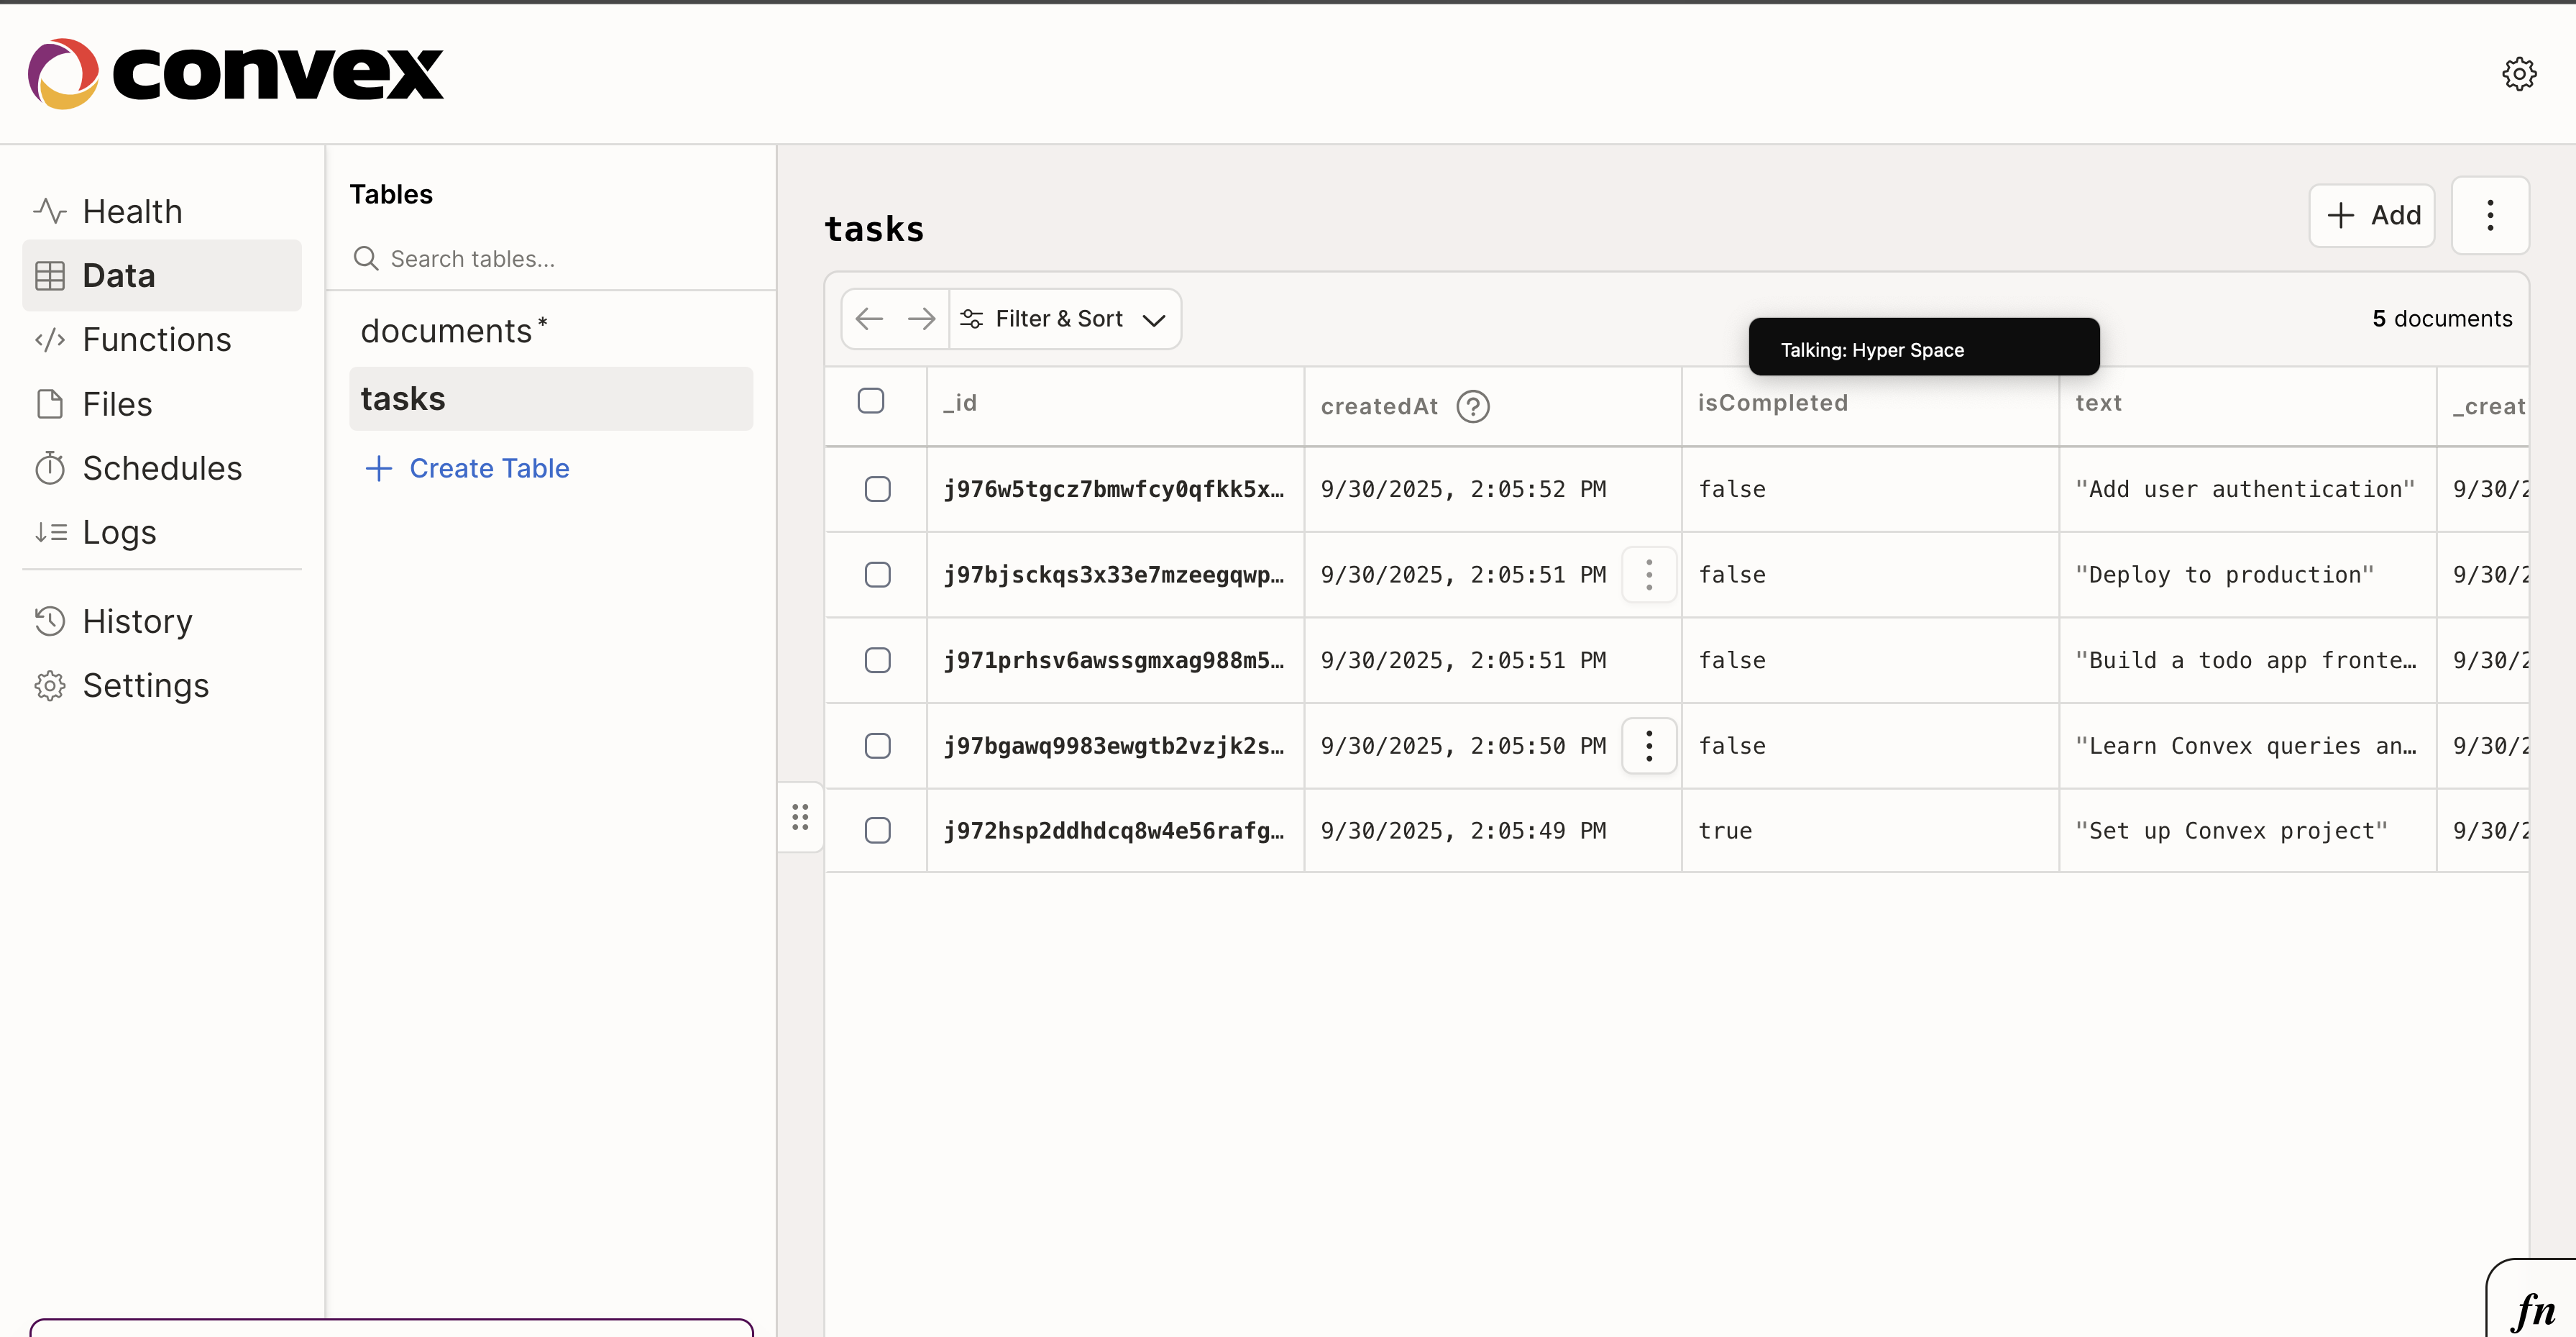 convex
Health
Data
Functions
Files
Schedules
Logs
History
Settings
Tables
Search tables...
documents*
tasks
+ Create Table
tasks
+ Add
Filter & Sort
5 documents
Talking: Hyper Space
_id createdAt isCompleted text _creat
j976w5tgcz7bmwfcy0qfkk5x… 9/30/2025, 2:05:52 PM false "Add user authentication" 9/30/2
j97bjsckqs3x33e7mzeegqwp… 9/30/2025, 2:05:51 PM false "Deploy to production" 9/30/2
j971prhsv6awssgmxag988m5… 9/30/2025, 2:05:51 PM false "Build a todo app fronte… 9/30/2
j97bgawq9983ewgtb2vzjk2s… 9/30/2025, 2:05:50 PM false "Learn Convex queries an… 9/30/2
j972hsp2ddhdcq8w4e56rafg… 9/30/2025, 2:05:49 PM true "Set up Convex project" 9/30/2
fn